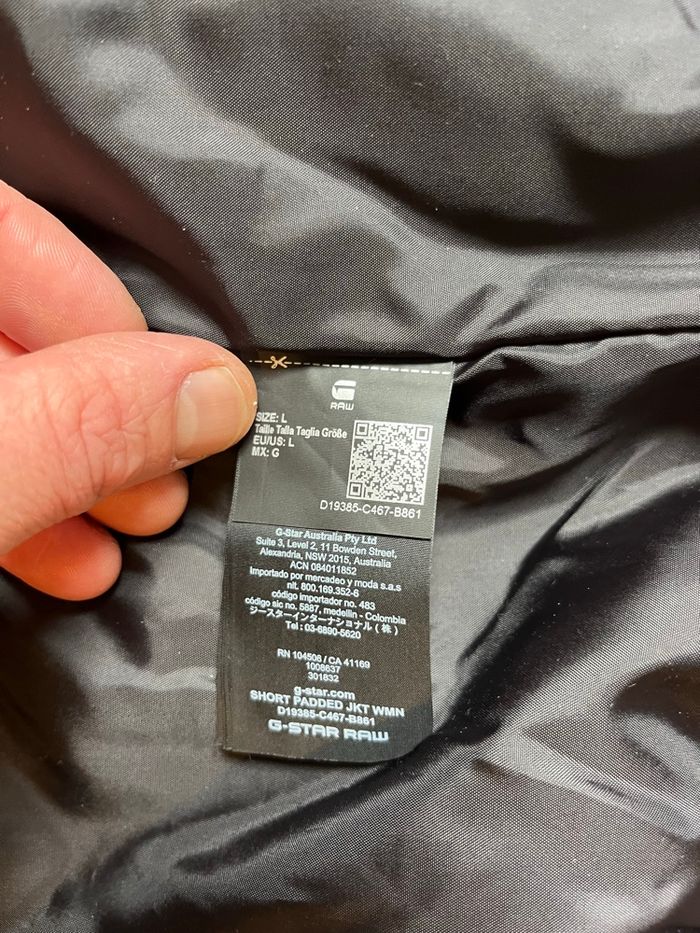 RAW
SIZE: L
Taille Talla Taglia Größe
EU/US: L
MX: G
D19385-C467-B861
G-Star Australia Pty Ltd
Suite 3, Level 2, 11 Bowden Street,
Alexandria, NSW 2015, Australia
ACN 084011852
Importado por mercadeo y moda s.a.s
nit. 800.169.352-6
código importador no. 483
código sic no. 5887, medellin - Colombia
ジースターインターナショナル(株)
Tel : 03-6890-5620
RN 104506 / CA 41169
1008637
301832
g-star.com
SHORT PADDED JKT WMN
D19385-C467-B861
G-STAR RAW